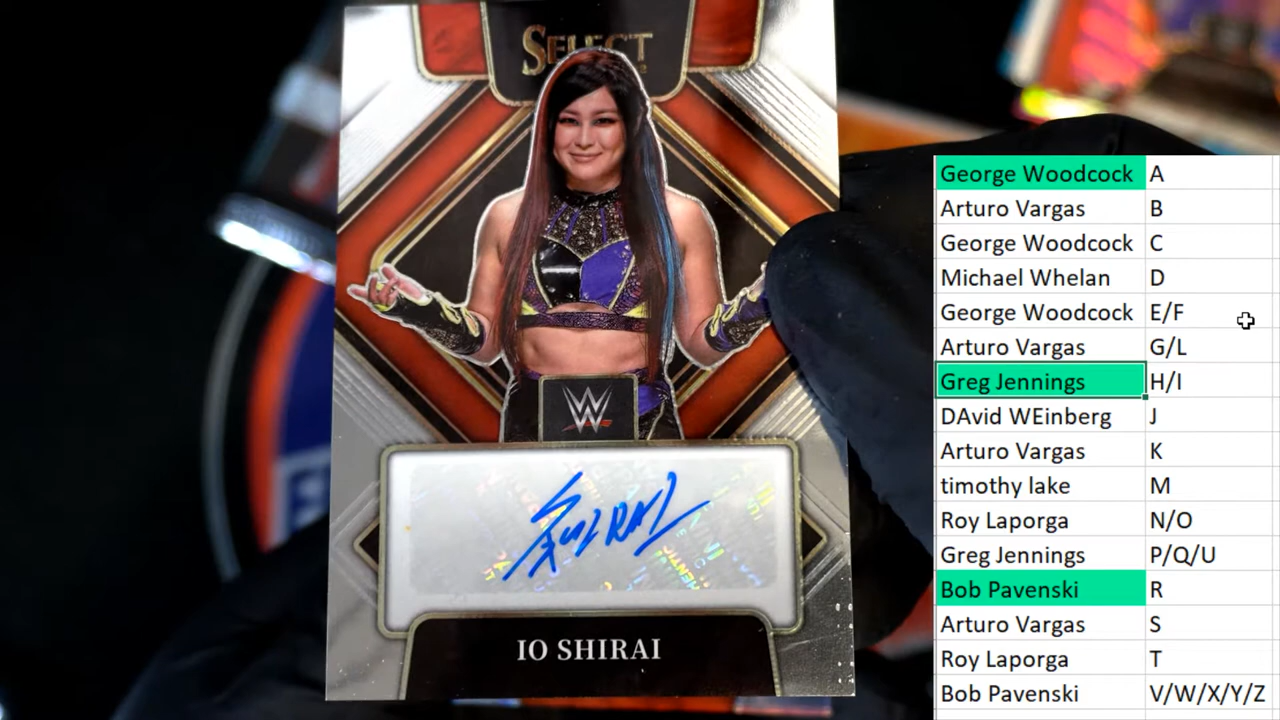 SELECT
W
SHIRAI
IO SHIRAI
George Woodcock A
Arturo Vargas B
George Woodcock C
Michael Whelan D
George Woodcock E/F
Arturo Vargas G/L
Greg Jennings H/I
DAvid WEinberg J
Arturo Vargas K
timothy lake M
Roy Laporga N/O
Greg Jennings P/Q/U
Bob Pavenski R
Arturo Vargas S
Roy Laporga T
Bob Pavenski V/W/X/Y/Z